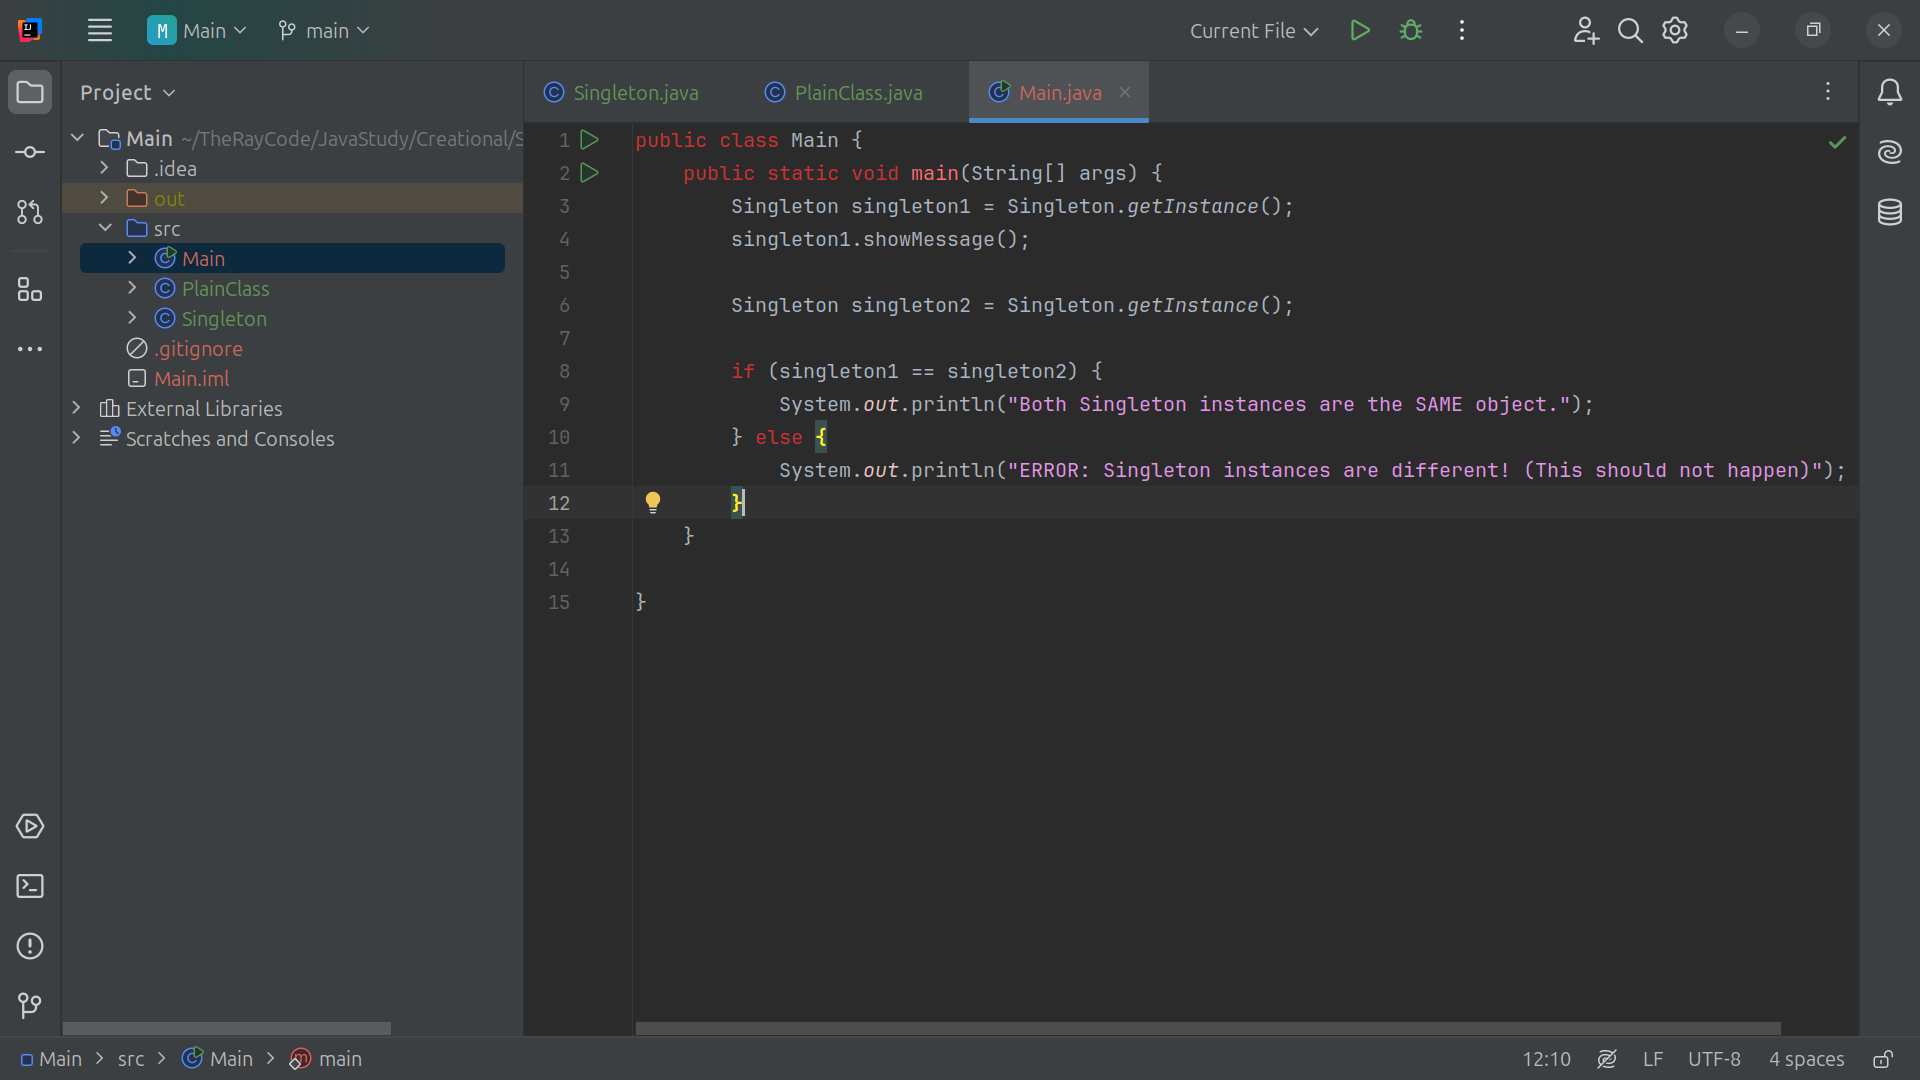 M Main main Current File
Project
Singleton.java PlainClass.java Main.java
Main ~/TheRayCode/JavaStudy/Creational/S
.idea
out
src
Main
PlainClass
Singleton
.gitignore
Main.iml
External Libraries
Scratches and Consoles
1 public class Main {
2     public static void main(String[] args) {
3         Singleton singleton1 = Singleton.getInstance();
4         singleton1.showMessage();
5
6         Singleton singleton2 = Singleton.getInstance();
7
8         if (singleton1 == singleton2) {
9             System.out.println("Both Singleton instances are the SAME object.");
10         } else {
11             System.out.println("ERROR: Singleton instances are different! (This should not happen)");
12         }
13     }
14
15 }
Main src Main main 12:10 LF UTF-8 4 spaces